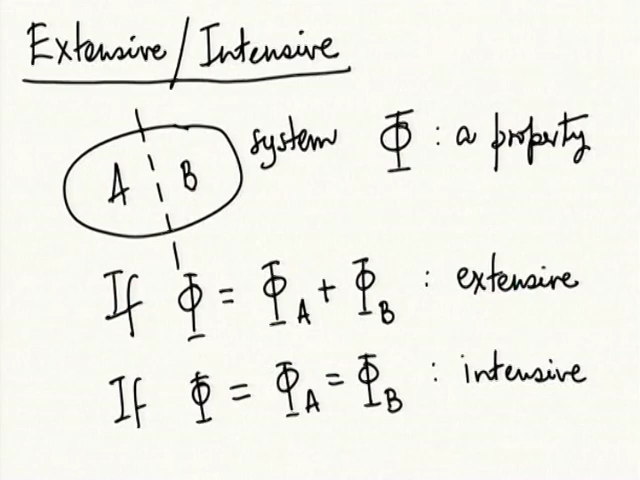 Extensive / Intensive
A B system Φ : a property
If Φ = Φ_A + Φ_B : extensive
If Φ = Φ_A = Φ_B : intensive